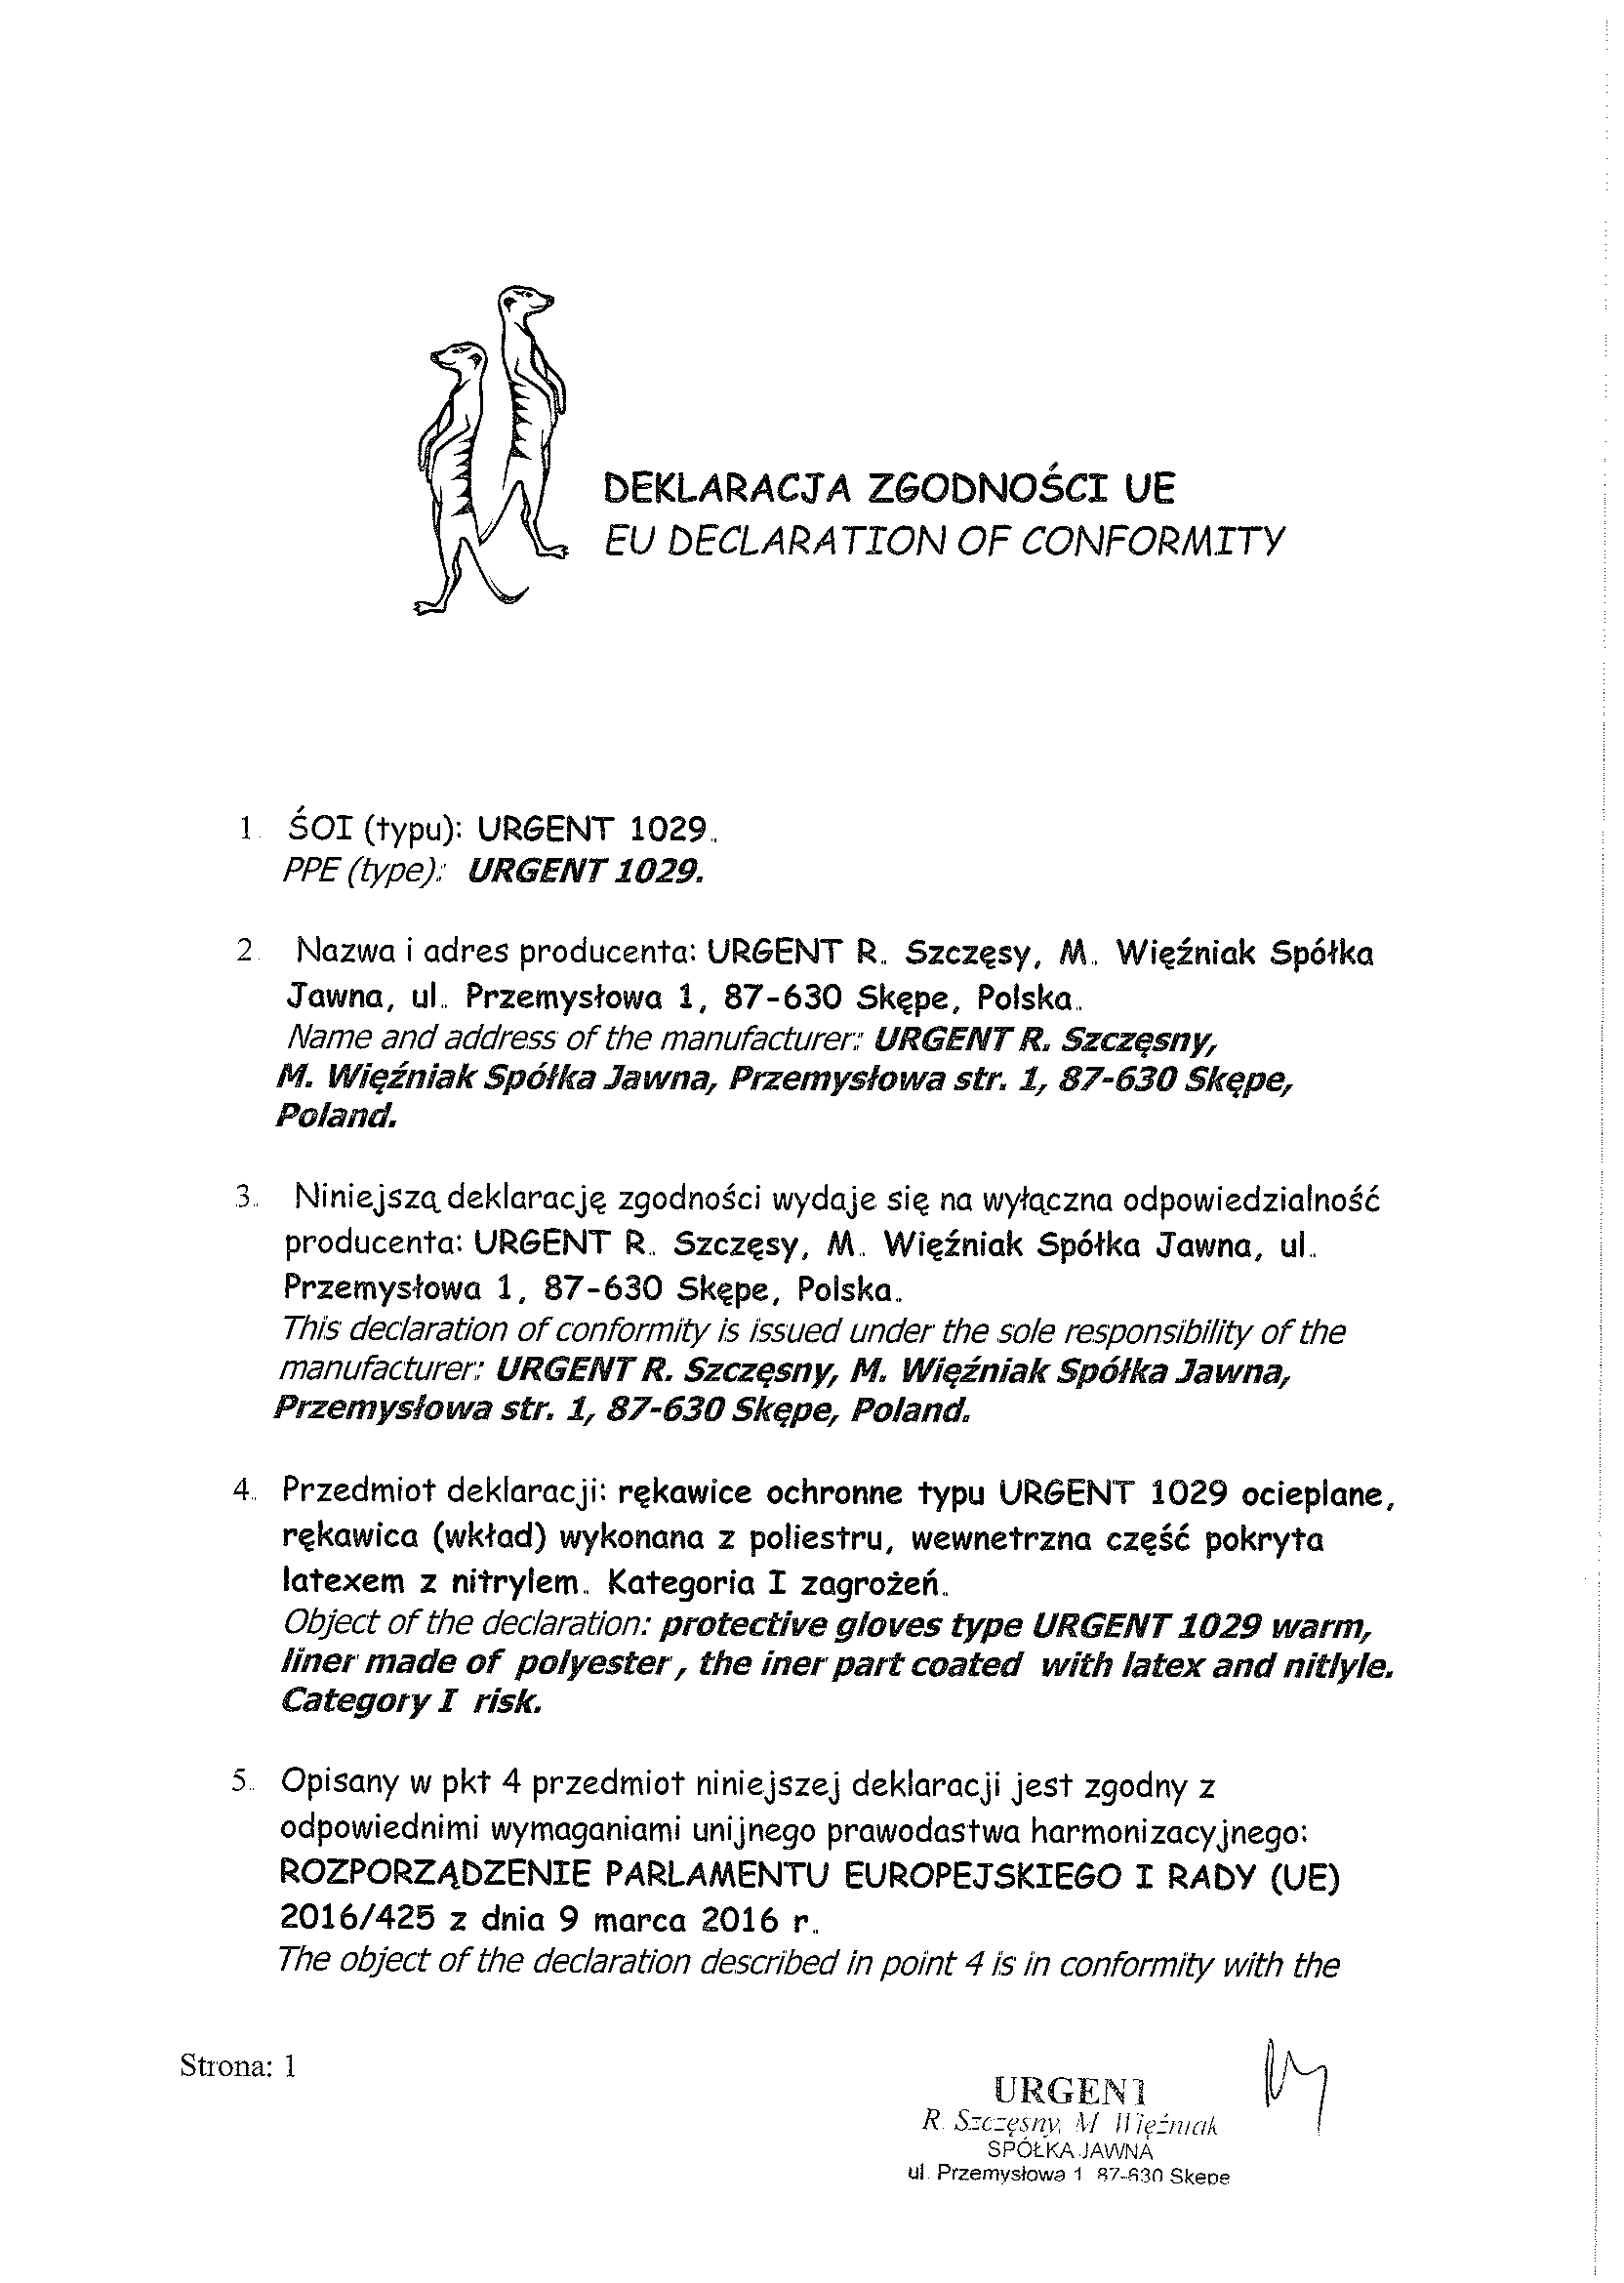 DEKLARACJA ZGODNOŚCI UE
EU DECLARATION OF CONFORMITY
1. ŚOI (typu): URGENT 1029.
PPE (type): URGENT 1029.
2. Nazwa i adres producenta: URGENT R. Szczęsy, M. Więźniak Spółka
Jawna, ul. Przemysłowa 1, 87-630 Skępe, Polska.
Name and address of the manufacturer: URGENT R. Szczęsny,
M. Więźniak Spółka Jawna, Przemysłowa str. 1, 87-630 Skępe,
Poland.
3. Niniejszą deklarację zgodności wydaje się na wyłączna odpowiedzialność
producenta: URGENT R. Szczęsy, M. Więźniak Spółka Jawna, ul.
Przemysłowa 1, 87-630 Skępe, Polska.
This declaration of conformity is issued under the sole responsibility of the
manufacturer: URGENT R. Szczęsny, M. Więźniak Spółka Jawna,
Przemysłowa str. 1, 87-630 Skępe, Poland.
4. Przedmiot deklaracji: rękawice ochronne typu URGENT 1029 ocieplane,
rękawica (wkład) wykonana z poliestru, wewnetrzna część pokryta
latexem z nitrylem. Kategoria I zagrożeń.
Object of the declaration: protective gloves type URGENT 1029 warm,
liner made of polyester, the iner part coated with latex and nitlyle.
Category I risk.
5. Opisany w pkt 4 przedmiot niniejszej deklaracji jest zgodny z
odpowiednimi wymaganiami unijnego prawodastwa harmonizacyjnego:
ROZPORZĄDZENIE PARLAMENTU EUROPEJSKIEGO I RADY (UE)
2016/425 z dnia 9 marca 2016 r.
The object of the declaration described in point 4 is in conformity with the
Strona: 1
URGENT
R. Szczęsny, M. Więźniak
SPÓŁKA JAWNA
ul. Przemysłowa 1 87-630 Skępe